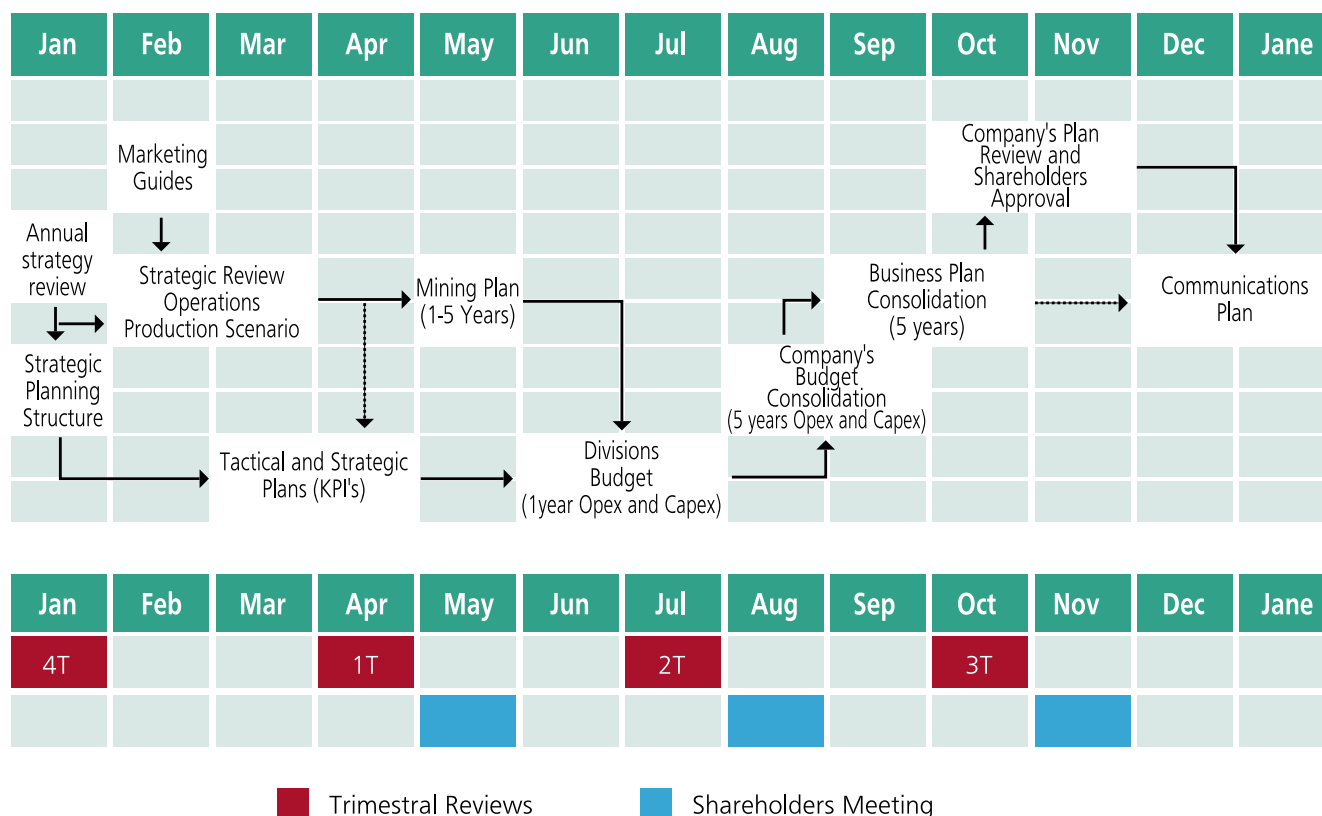 Jan Feb Mar Apr May Jun Jul Aug Sep Oct Nov Dec Jane
Marketing
Guides
Company's Plan
Review and
Shareholders
Approval
Annual
strategy
review
Strategic Review
Operations
Production Scenario
Mining Plan
(1-5 Years)
Business Plan
Consolidation
(5 years)
Communications
Plan
Strategic
Planning
Structure
Company's
Budget
Consolidation
(5 years Opex and Capex)
Tactical and Strategic
Plans (KPI's)
Divisions
Budget
(1year Opex and Capex)
Jan Feb Mar Apr May Jun Jul Aug Sep Oct Nov Dec Jane
4T 1T 2T 3T
Trimestral Reviews Shareholders Meeting